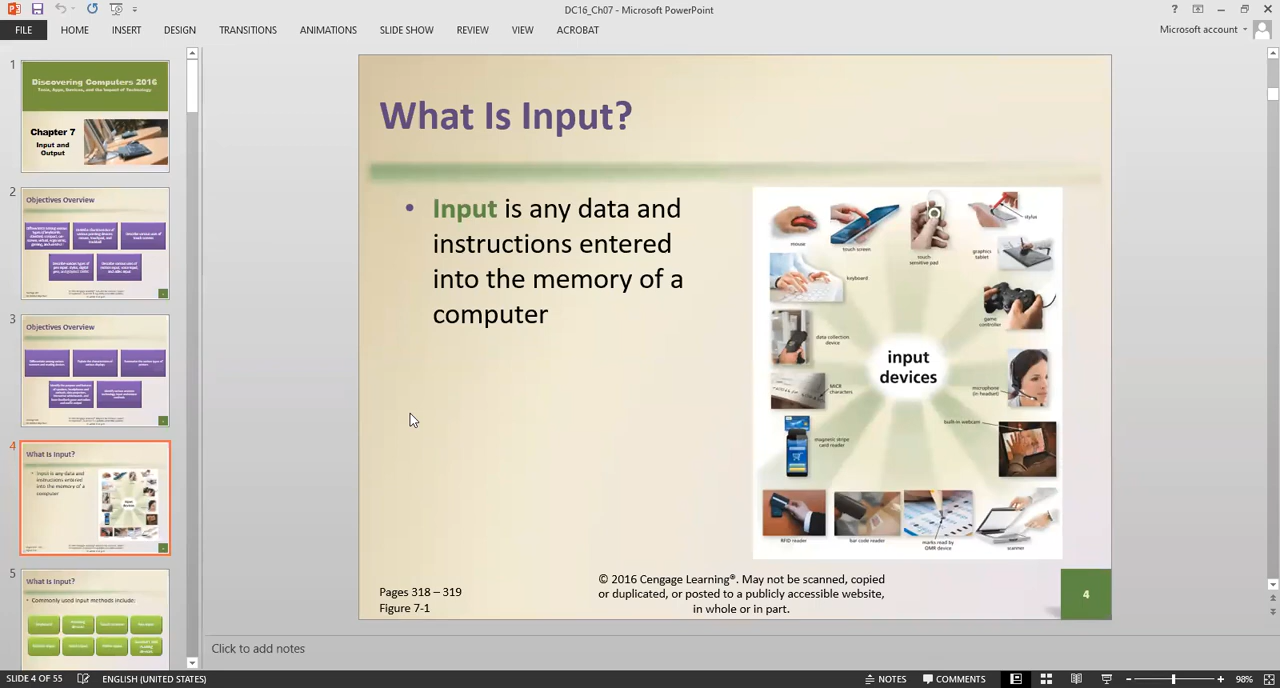 DC16_Ch07 - Microsoft PowerPoint
FILE HOME INSERT DESIGN TRANSITIONS ANIMATIONS SLIDE SHOW REVIEW VIEW ACROBAT
Microsoft account
1
Discovering Computers 2016
Tools, Apps, Devices, and the Impact of Technology
Chapter 7
Input and
Output
2
Objectives Overview
3
Objectives Overview
4
What Is Input?
Input is any data and
instructions entered
into the memory of a
computer
5
What Is Input?
Commonly used input methods include:
What Is Input?
• Input is any data and
instructions entered
into the memory of a
computer
mouse
touch screen
touch
sensitive pad
stylus
graphics
tablet
keyboard
game
controller
data collection
device
input
devices
MICR
characters
microphone
(in headset)
magnetic stripe
card reader
built-in webcam
RFID reader
bar code reader
marks read by
OMR device
scanner
Pages 318 – 319
Figure 7-1
© 2016 Cengage Learning®. May not be scanned, copied
or duplicated, or posted to a publicly accessible website,
in whole or in part.
4
Click to add notes
SLIDE 4 OF 55 ENGLISH (UNITED STATES) NOTES COMMENTS 98%